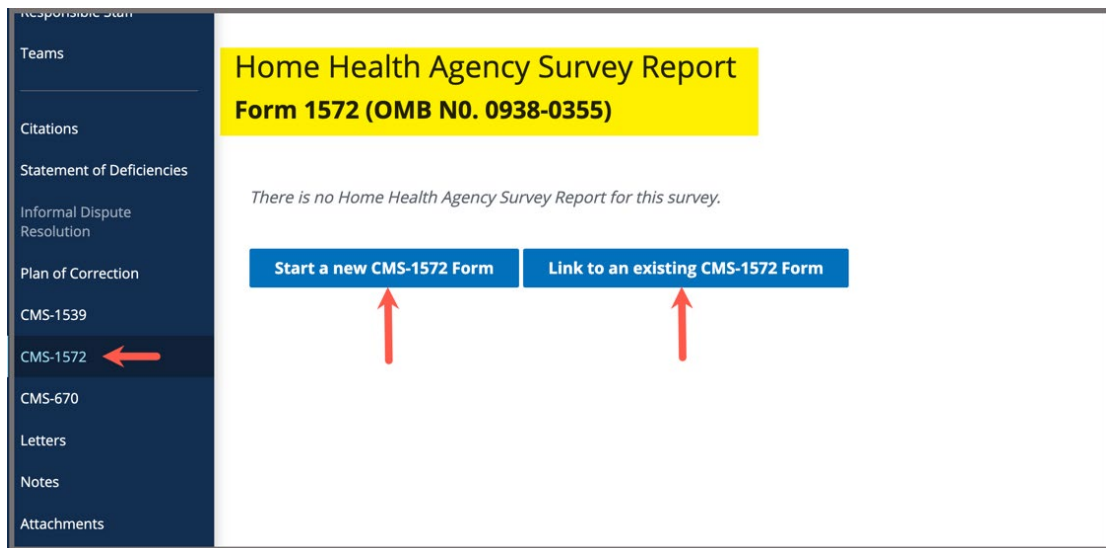 Responsible Staff
Teams
Citations
Statement of Deficiencies
Informal Dispute
Resolution
Plan of Correction
CMS-1539
CMS-1572
CMS-670
Letters
Notes
Attachments
Home Health Agency Survey Report
Form 1572 (OMB N0. 0938-0355)
There is no Home Health Agency Survey Report for this survey.
Start a new CMS-1572 Form
Link to an existing CMS-1572 Form